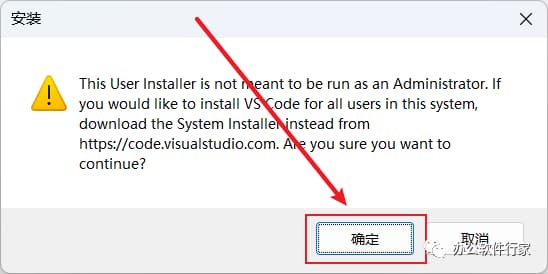 安装
This User Installer is not meant to be run as an Administrator. If
you would like to install VS Code for all users in this system,
download the System Installer instead from
https://code.visualstudio.com. Are you sure you want to
continue?
确定
取消
办公软件行家